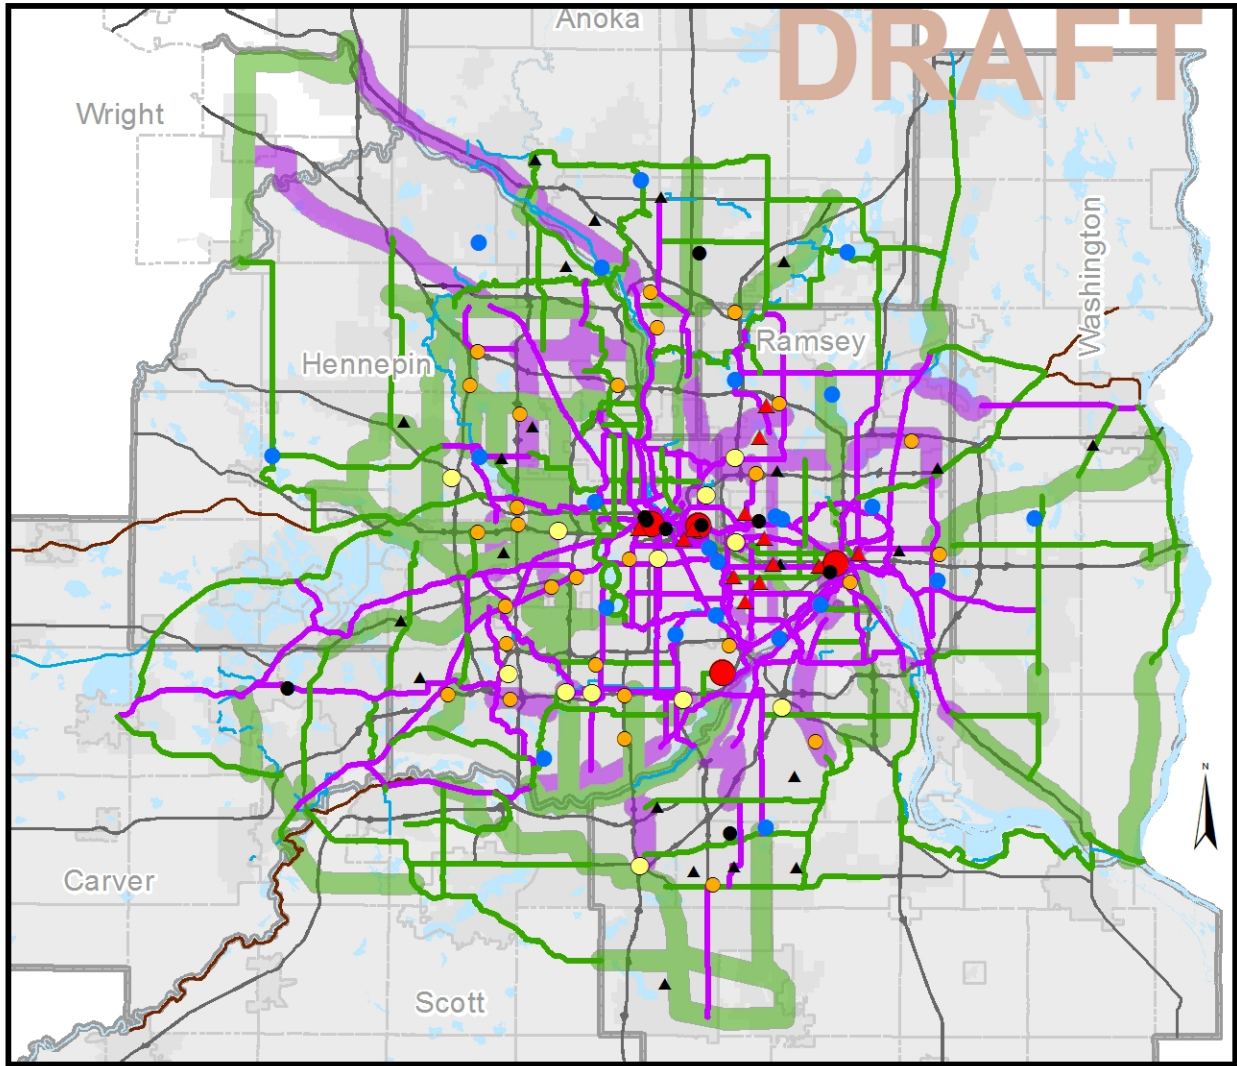 Anoka
DRAFT
Wright
Washington
Ramsey
Hennepin
N
Carver
Scott